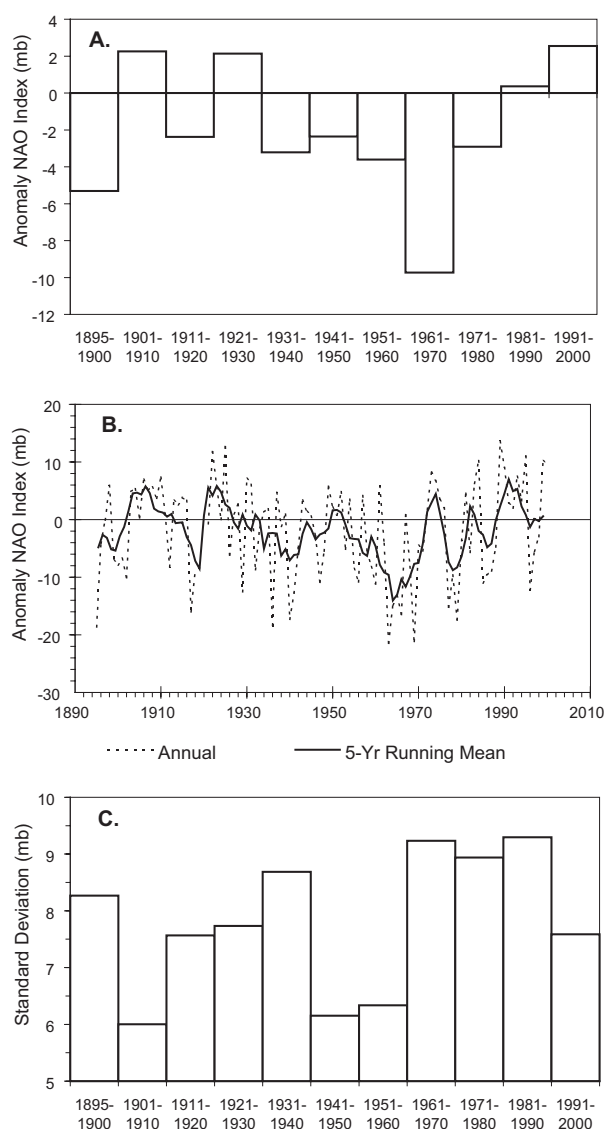 A.
Anomaly NAO Index (mb)
4
2
0
-2
-4
-6
-8
-10
-12
1895- 1901- 1911- 1921- 1931- 1941- 1951- 1961- 1971- 1981- 1991-
1900 1910 1920 1930 1940 1950 1960 1970 1980 1990 2000
B.
Anomaly NAO Index (mb)
20
10
0
-10
-20
-30
1890 1910 1930 1950 1970 1990 2010
Annual 5-Yr Running Mean
C.
Standard Deviation (mb)
10
9
8
7
6
5
1895- 1901- 1911- 1921- 1931- 1941- 1951- 1961- 1971- 1981- 1991-
1900 1910 1920 1930 1940 1950 1960 1970 1980 1990 2000